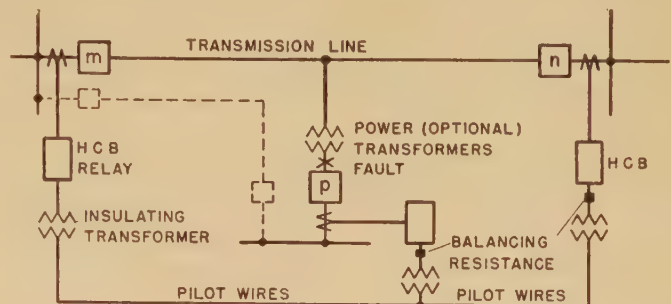 TRANSMISSION LINE
m
n
POWER (OPTIONAL)
TRANSFORMERS
FAULT
HCB
RELAY
p
HCB
INSULATING
TRANSFORMER
BALANCING
RESISTANCE
PILOT WIRES
PILOT WIRES